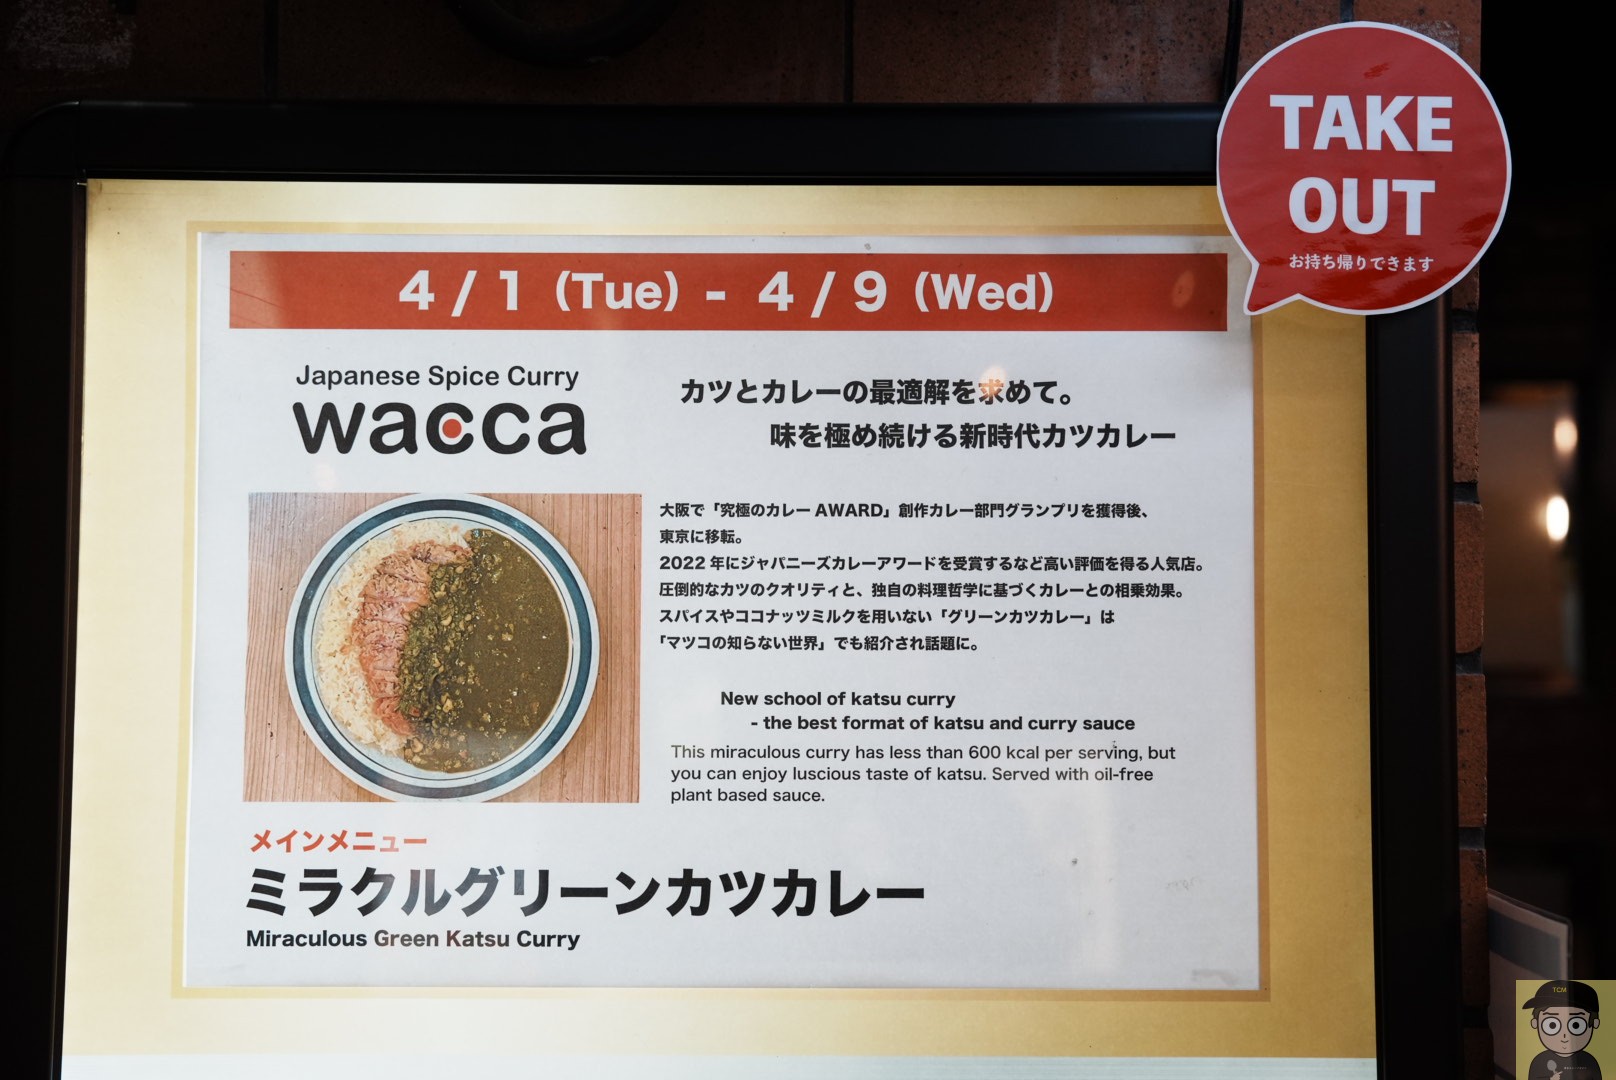 TAKE
OUT
お持ち帰りできます
4 / 1（Tue）- 4 / 9（Wed）
Japanese Spice Curry
wacca
カツとカレーの最適解を求めて。
味を極め続ける新時代カツカレー
大阪で「究極のカレー AWARD」創作カレー部門グランプリを獲得後、
東京に移転。
2022 年にジャパニーズカレーアワードを受賞するなど高い評価を得る人気店。
圧倒的なカツのクオリティと、独自の料理哲学に基づくカレーとの相乗効果。
スパイスやココナッツミルクを用いない「グリーンカツカレー」は
「マツコの知らない世界」でも紹介され話題に。
New school of katsu curry
- the best format of katsu and curry sauce
This miraculous curry has less than 600 kcal per serving, but
you can enjoy luscious taste of katsu. Served with oil-free
plant based sauce.
メインメニュー
ミラクルグリーンカツカレー
Miraculous Green Katsu Curry
TCM